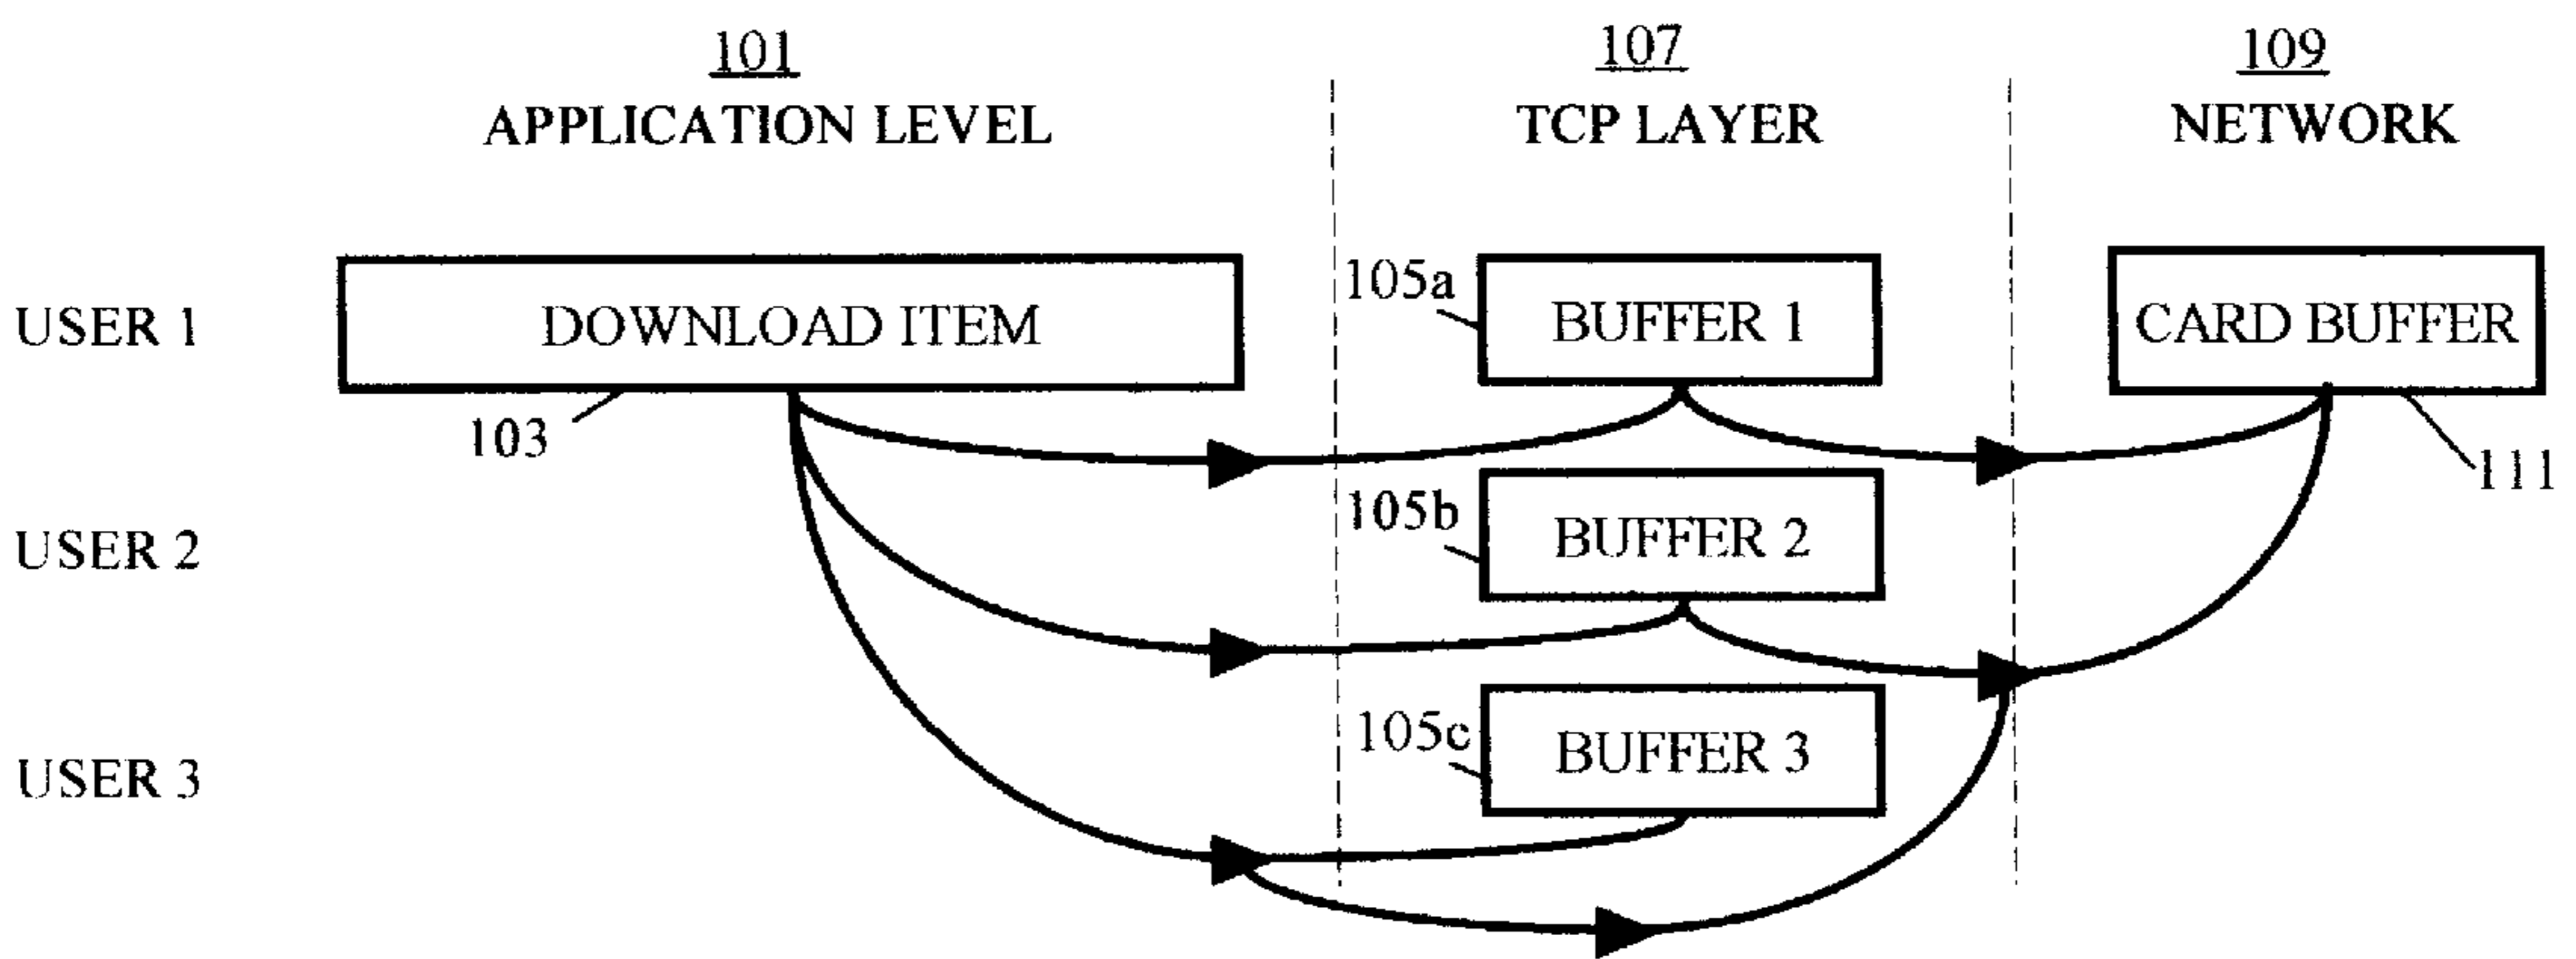 101
107
109
APPLICATION LEVEL
TCP LAYER
NETWORK
USER 1
DOWNLOAD ITEM
105a
BUFFER 1
CARD BUFFER
103
111
USER 2
105b
BUFFER 2
USER 3
105c
BUFFER 3